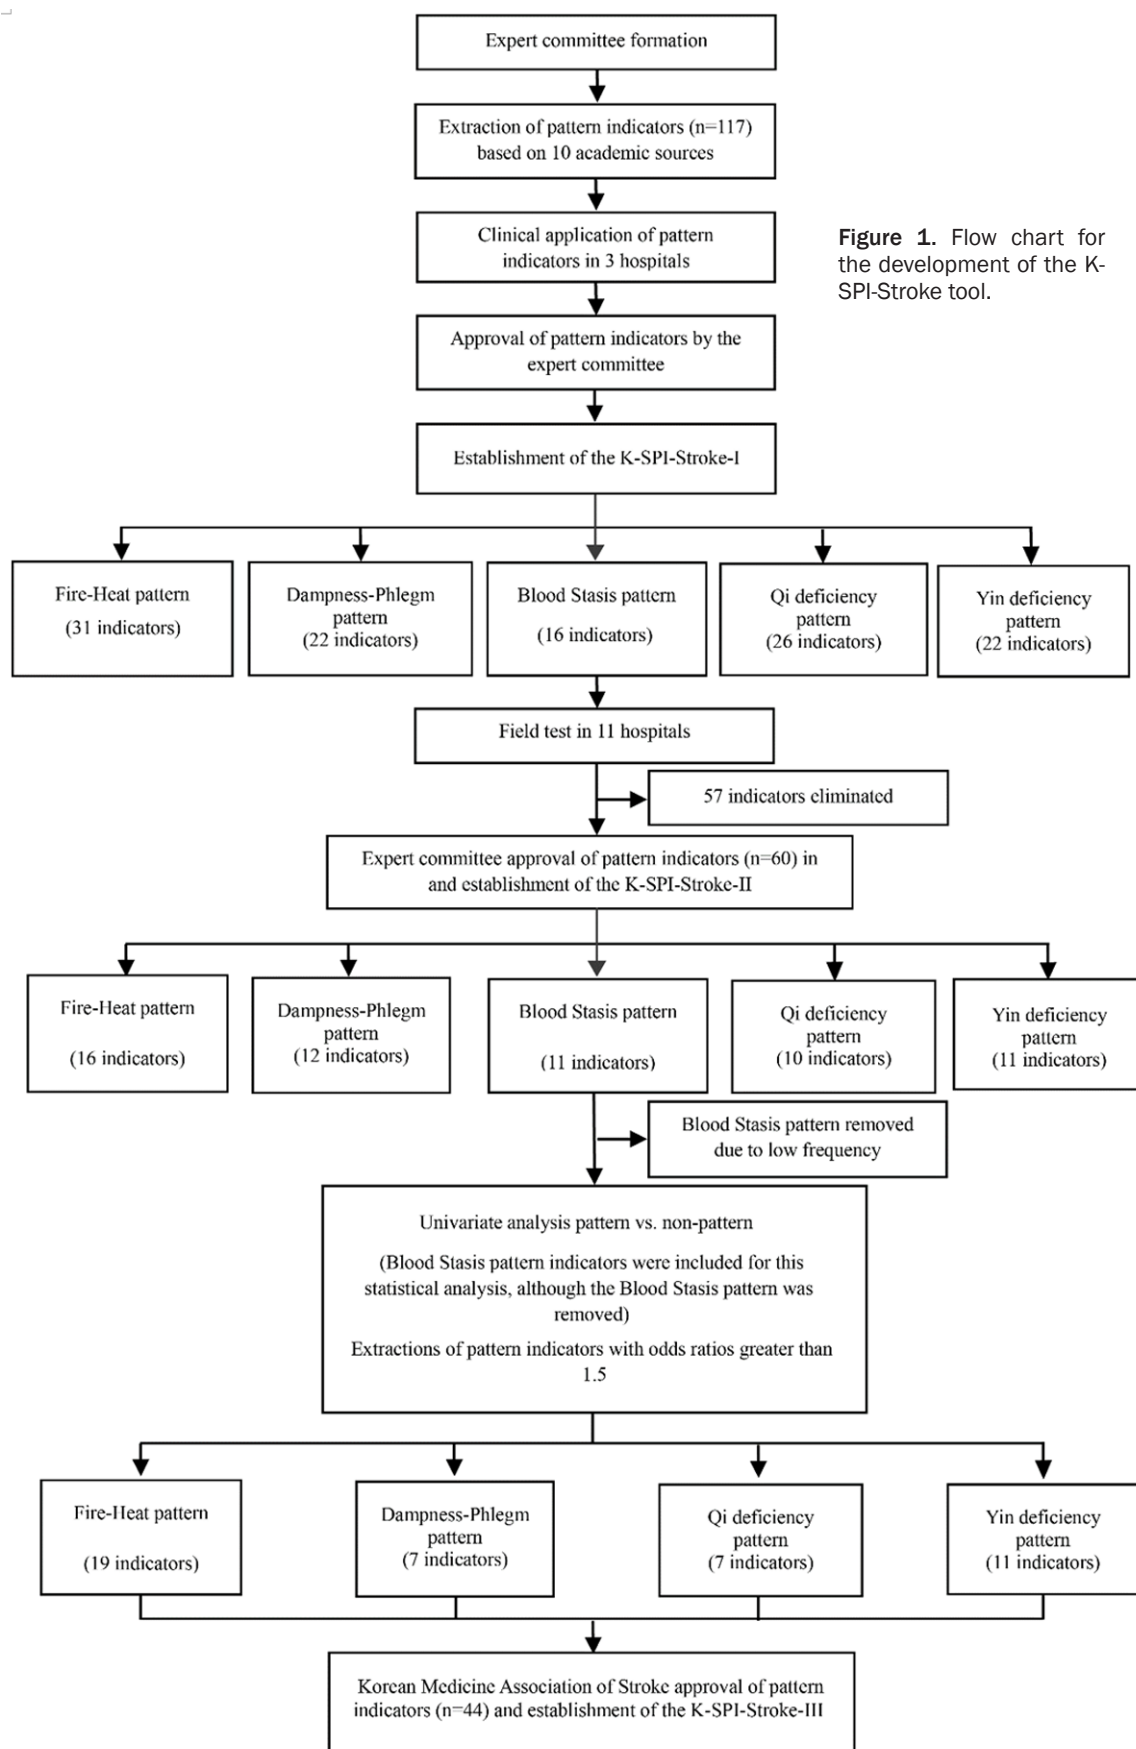 Expert committee formation
Extraction of pattern indicators (n=117)
based on 10 academic sources
Clinical application of pattern
indicators in 3 hospitals
Figure 1. Flow chart for
the development of the K-
SPI-Stroke tool.
Approval of pattern indicators by the
expert committee
Establishment of the K-SPI-Stroke-I
Fire-Heat pattern
(31 indicators)
Dampness-Phlegm
pattern
(22 indicators)
Blood Stasis pattern
(16 indicators)
Qi deficiency
pattern
(26 indicators)
Yin deficiency
pattern
(22 indicators)
Field test in 11 hospitals
57 indicators eliminated
Expert committee approval of pattern indicators (n=60) in
and establishment of the K-SPI-Stroke-II
Fire-Heat pattern
(16 indicators)
Dampness-Phlegm
pattern
(12 indicators)
Blood Stasis pattern
(11 indicators)
Qi deficiency
pattern
(10 indicators)
Yin deficiency
pattern
(11 indicators)
Blood Stasis pattern removed
due to low frequency
Univariate analysis pattern vs. non-pattern
(Blood Stasis pattern indicators were included for this
statistical analysis, although the Blood Stasis pattern was
removed)
Extractions of pattern indicators with odds ratios greater than
1.5
Fire-Heat pattern
(19 indicators)
Dampness-Phlegm
pattern
(7 indicators)
Qi deficiency
pattern
(7 indicators)
Yin deficiency
pattern
(11 indicators)
Korean Medicine Association of Stroke approval of pattern
indicators (n=44) and establishment of the K-SPI-Stroke-III